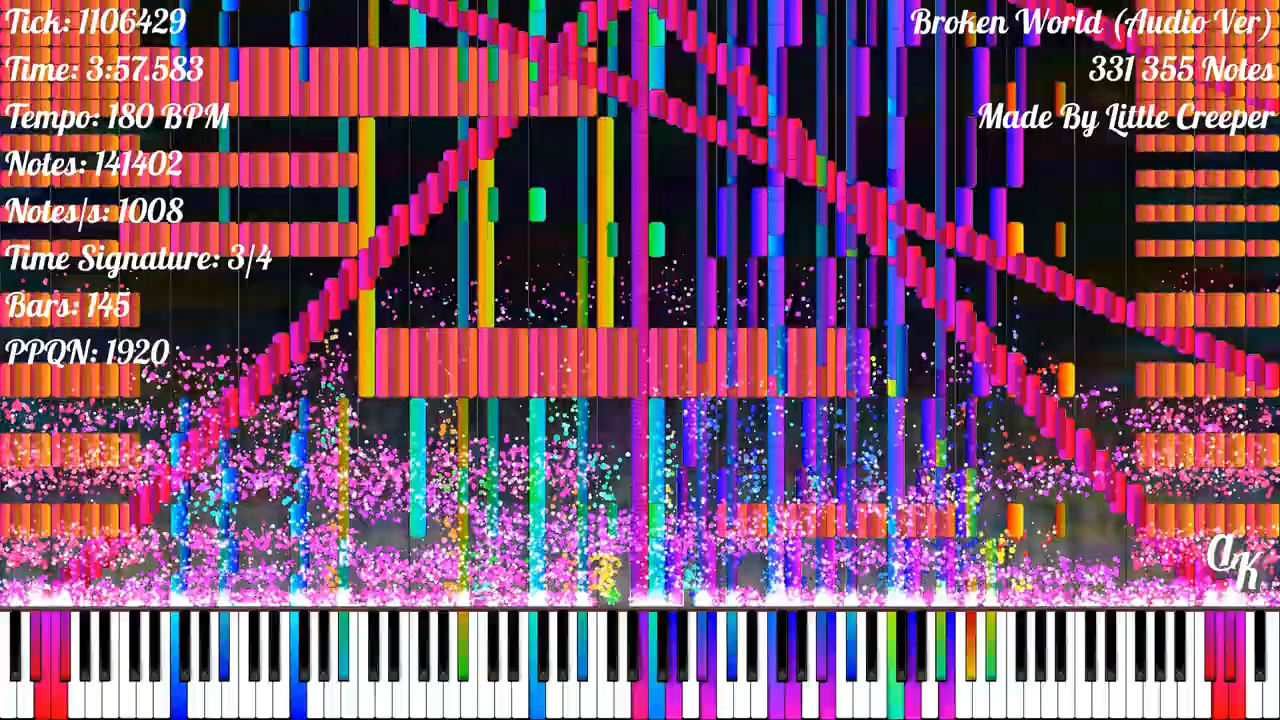 Tick: 1106429
Time: 3:57.583
Tempo: 180 BPM
Notes: 141402
Notes/s: 1008
Time Signature: 3/4
Bars: 145
PPQN: 1920
Broken World (Audio Ver)
331 355 Notes
Made By Little Creeper
AK